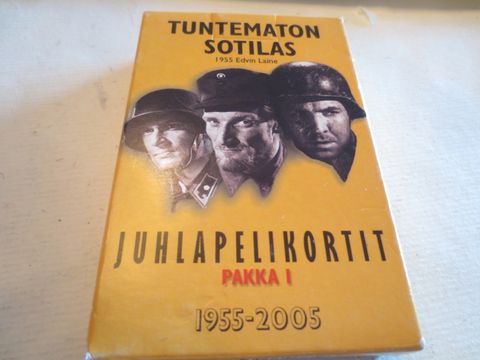 TUNTEMATON
SOTILAS
1955 Edvin Laine
JUHLAPELIKORTIT
PAKKA I
1955-2005